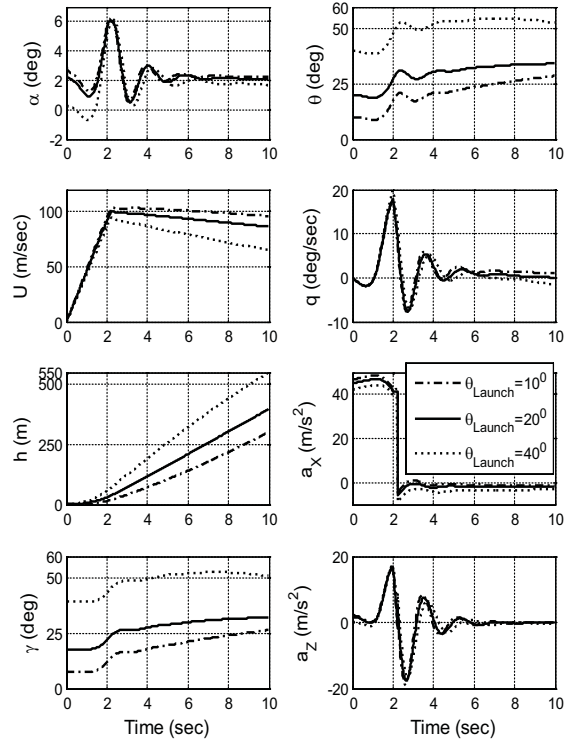 α (deg)
6
4
2
0
-2
0 2 4 6 8 10
θ (deg)
60
50
25
0
0 2 4 6 8 10
U (m/sec)
100
50
0
0 2 4 6 8 10
q (deg/sec)
20
10
0
-10
0 2 4 6 8 10
h (m)
550
500
250
0
0 2 4 6 8 10
a_X (m/s²)
40
20
0
0 2 4 6 8 10
θ_Launch=10⁰
θ_Launch=20⁰
θ_Launch=40⁰
γ (deg)
60
50
25
0
0 2 4 6 8 10
Time (sec)
a_Z (m/s²)
20
0
-20
0 2 4 6 8 10
Time (sec)